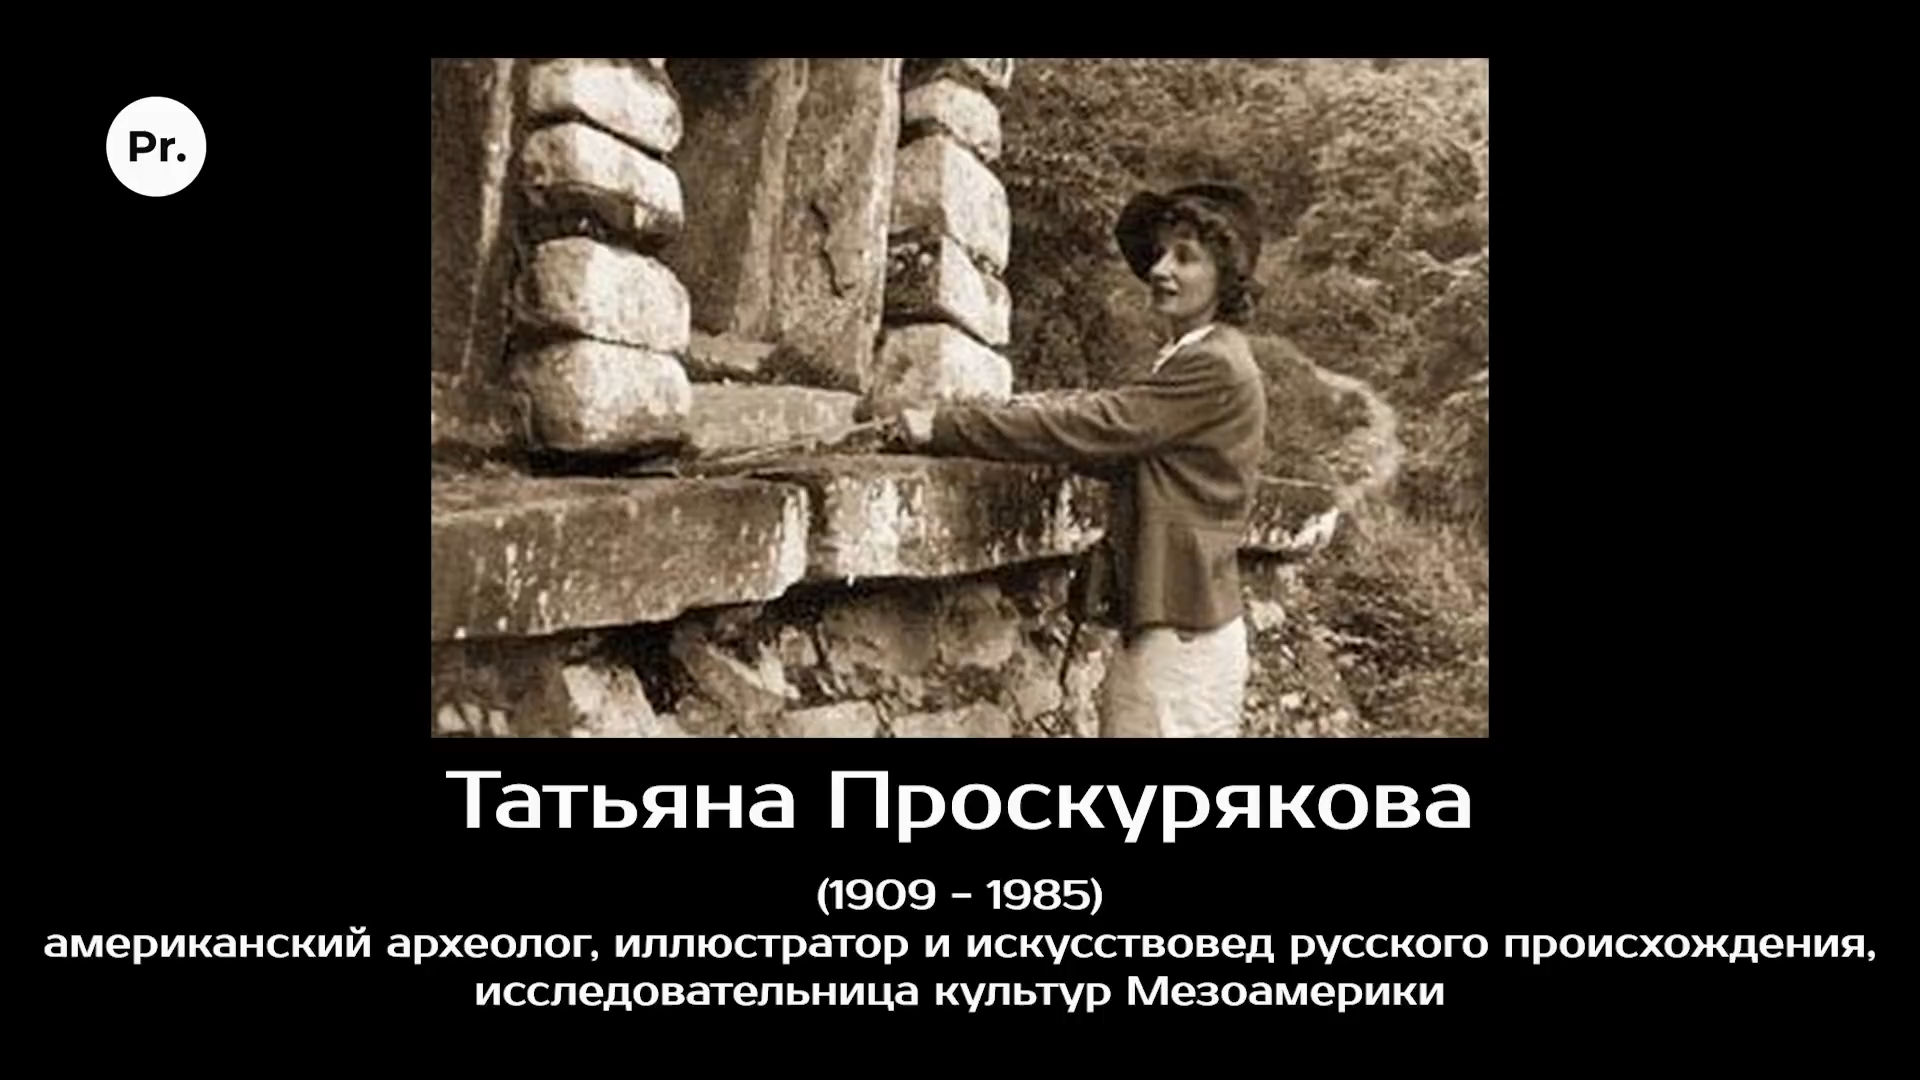 Pr.
Татьяна Проскурякова
(1909 - 1985)
американский археолог, иллюстратор и искусствовед русского происхождения,
исследовательница культур Мезоамерики